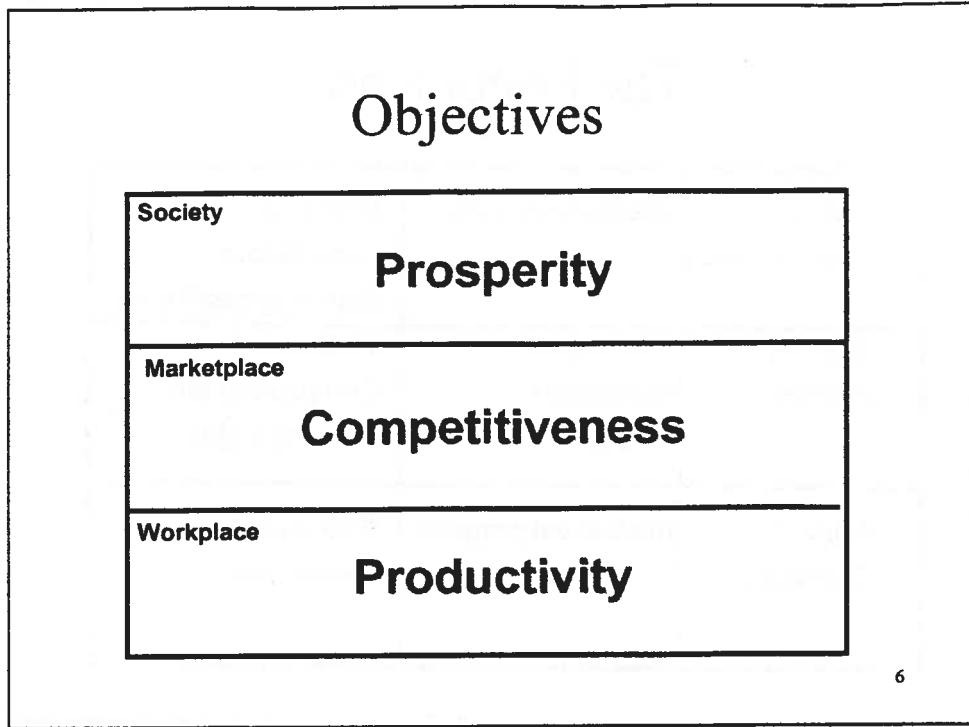 Objectives
Society
Prosperity
Marketplace
Competitiveness
Workplace
Productivity
6